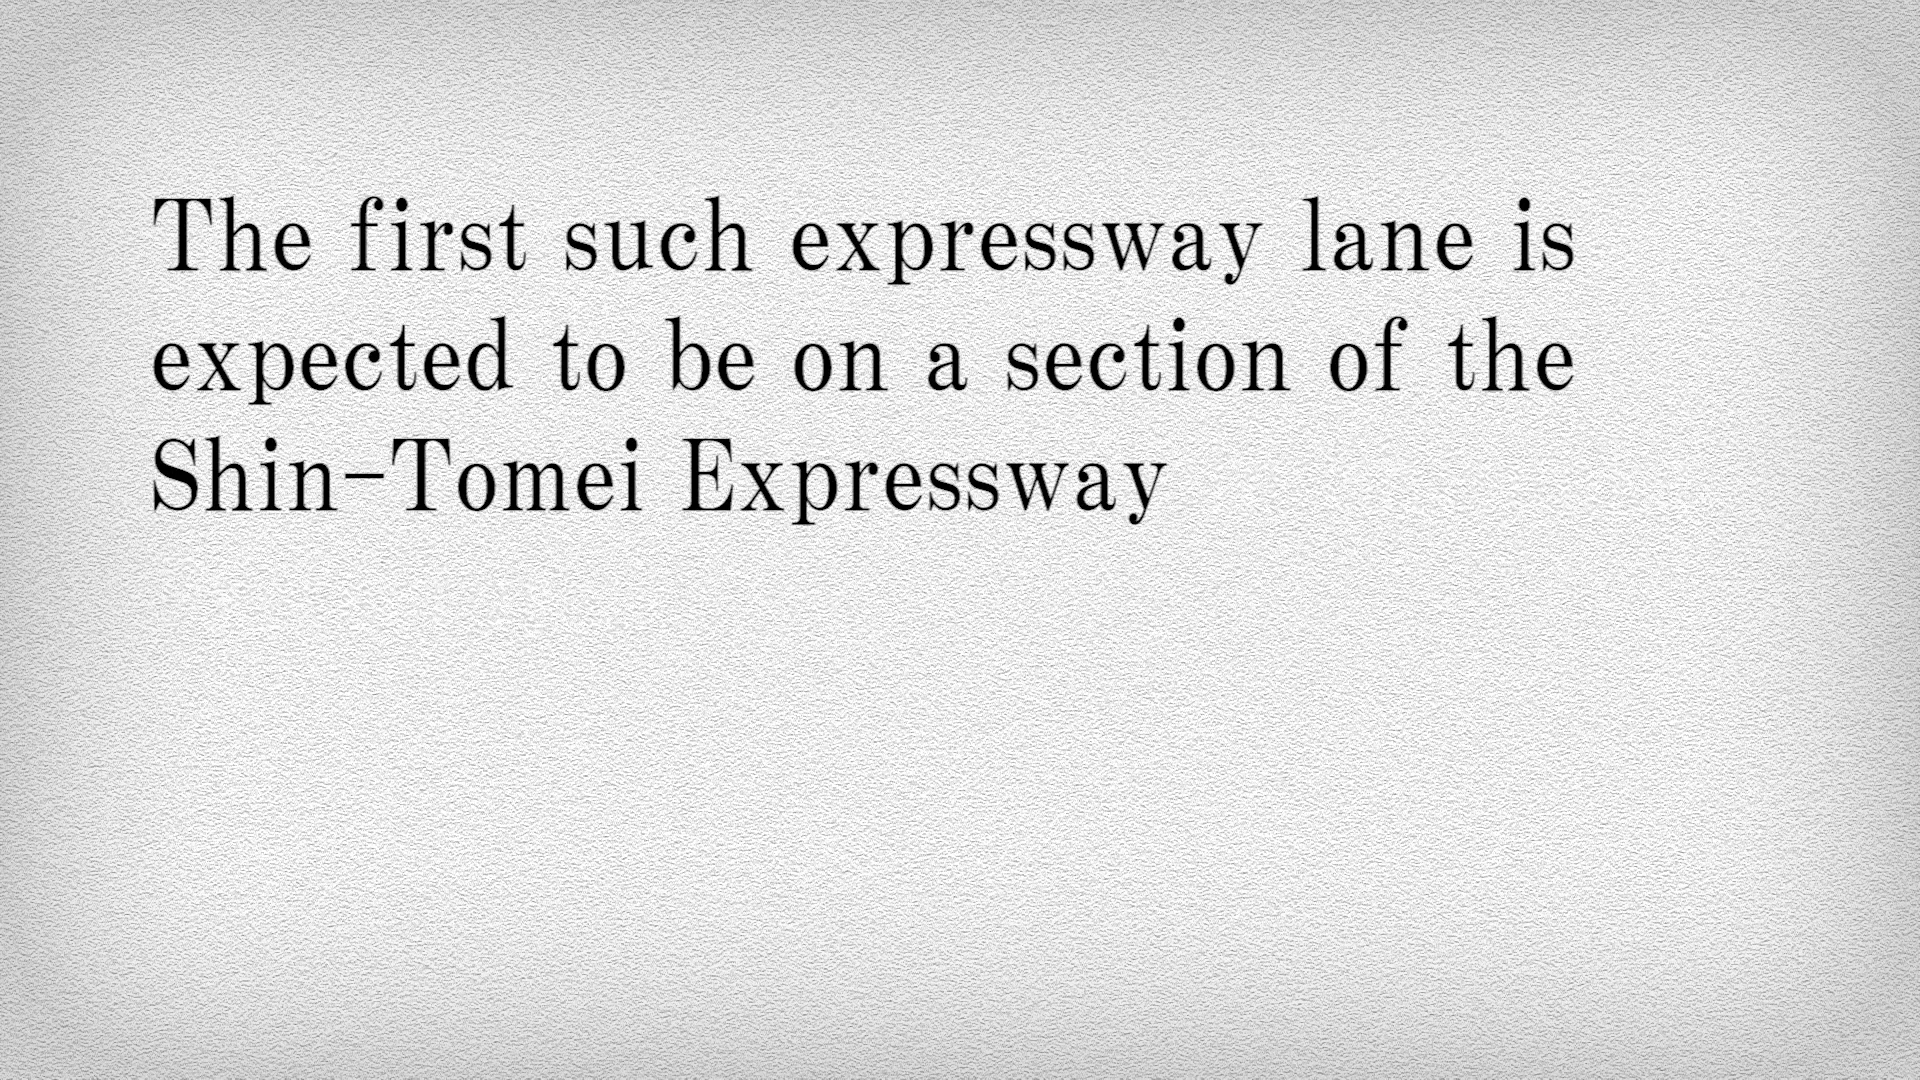 The first such expressway lane is
expected to be on a section of the
Shin-Tomei Expressway